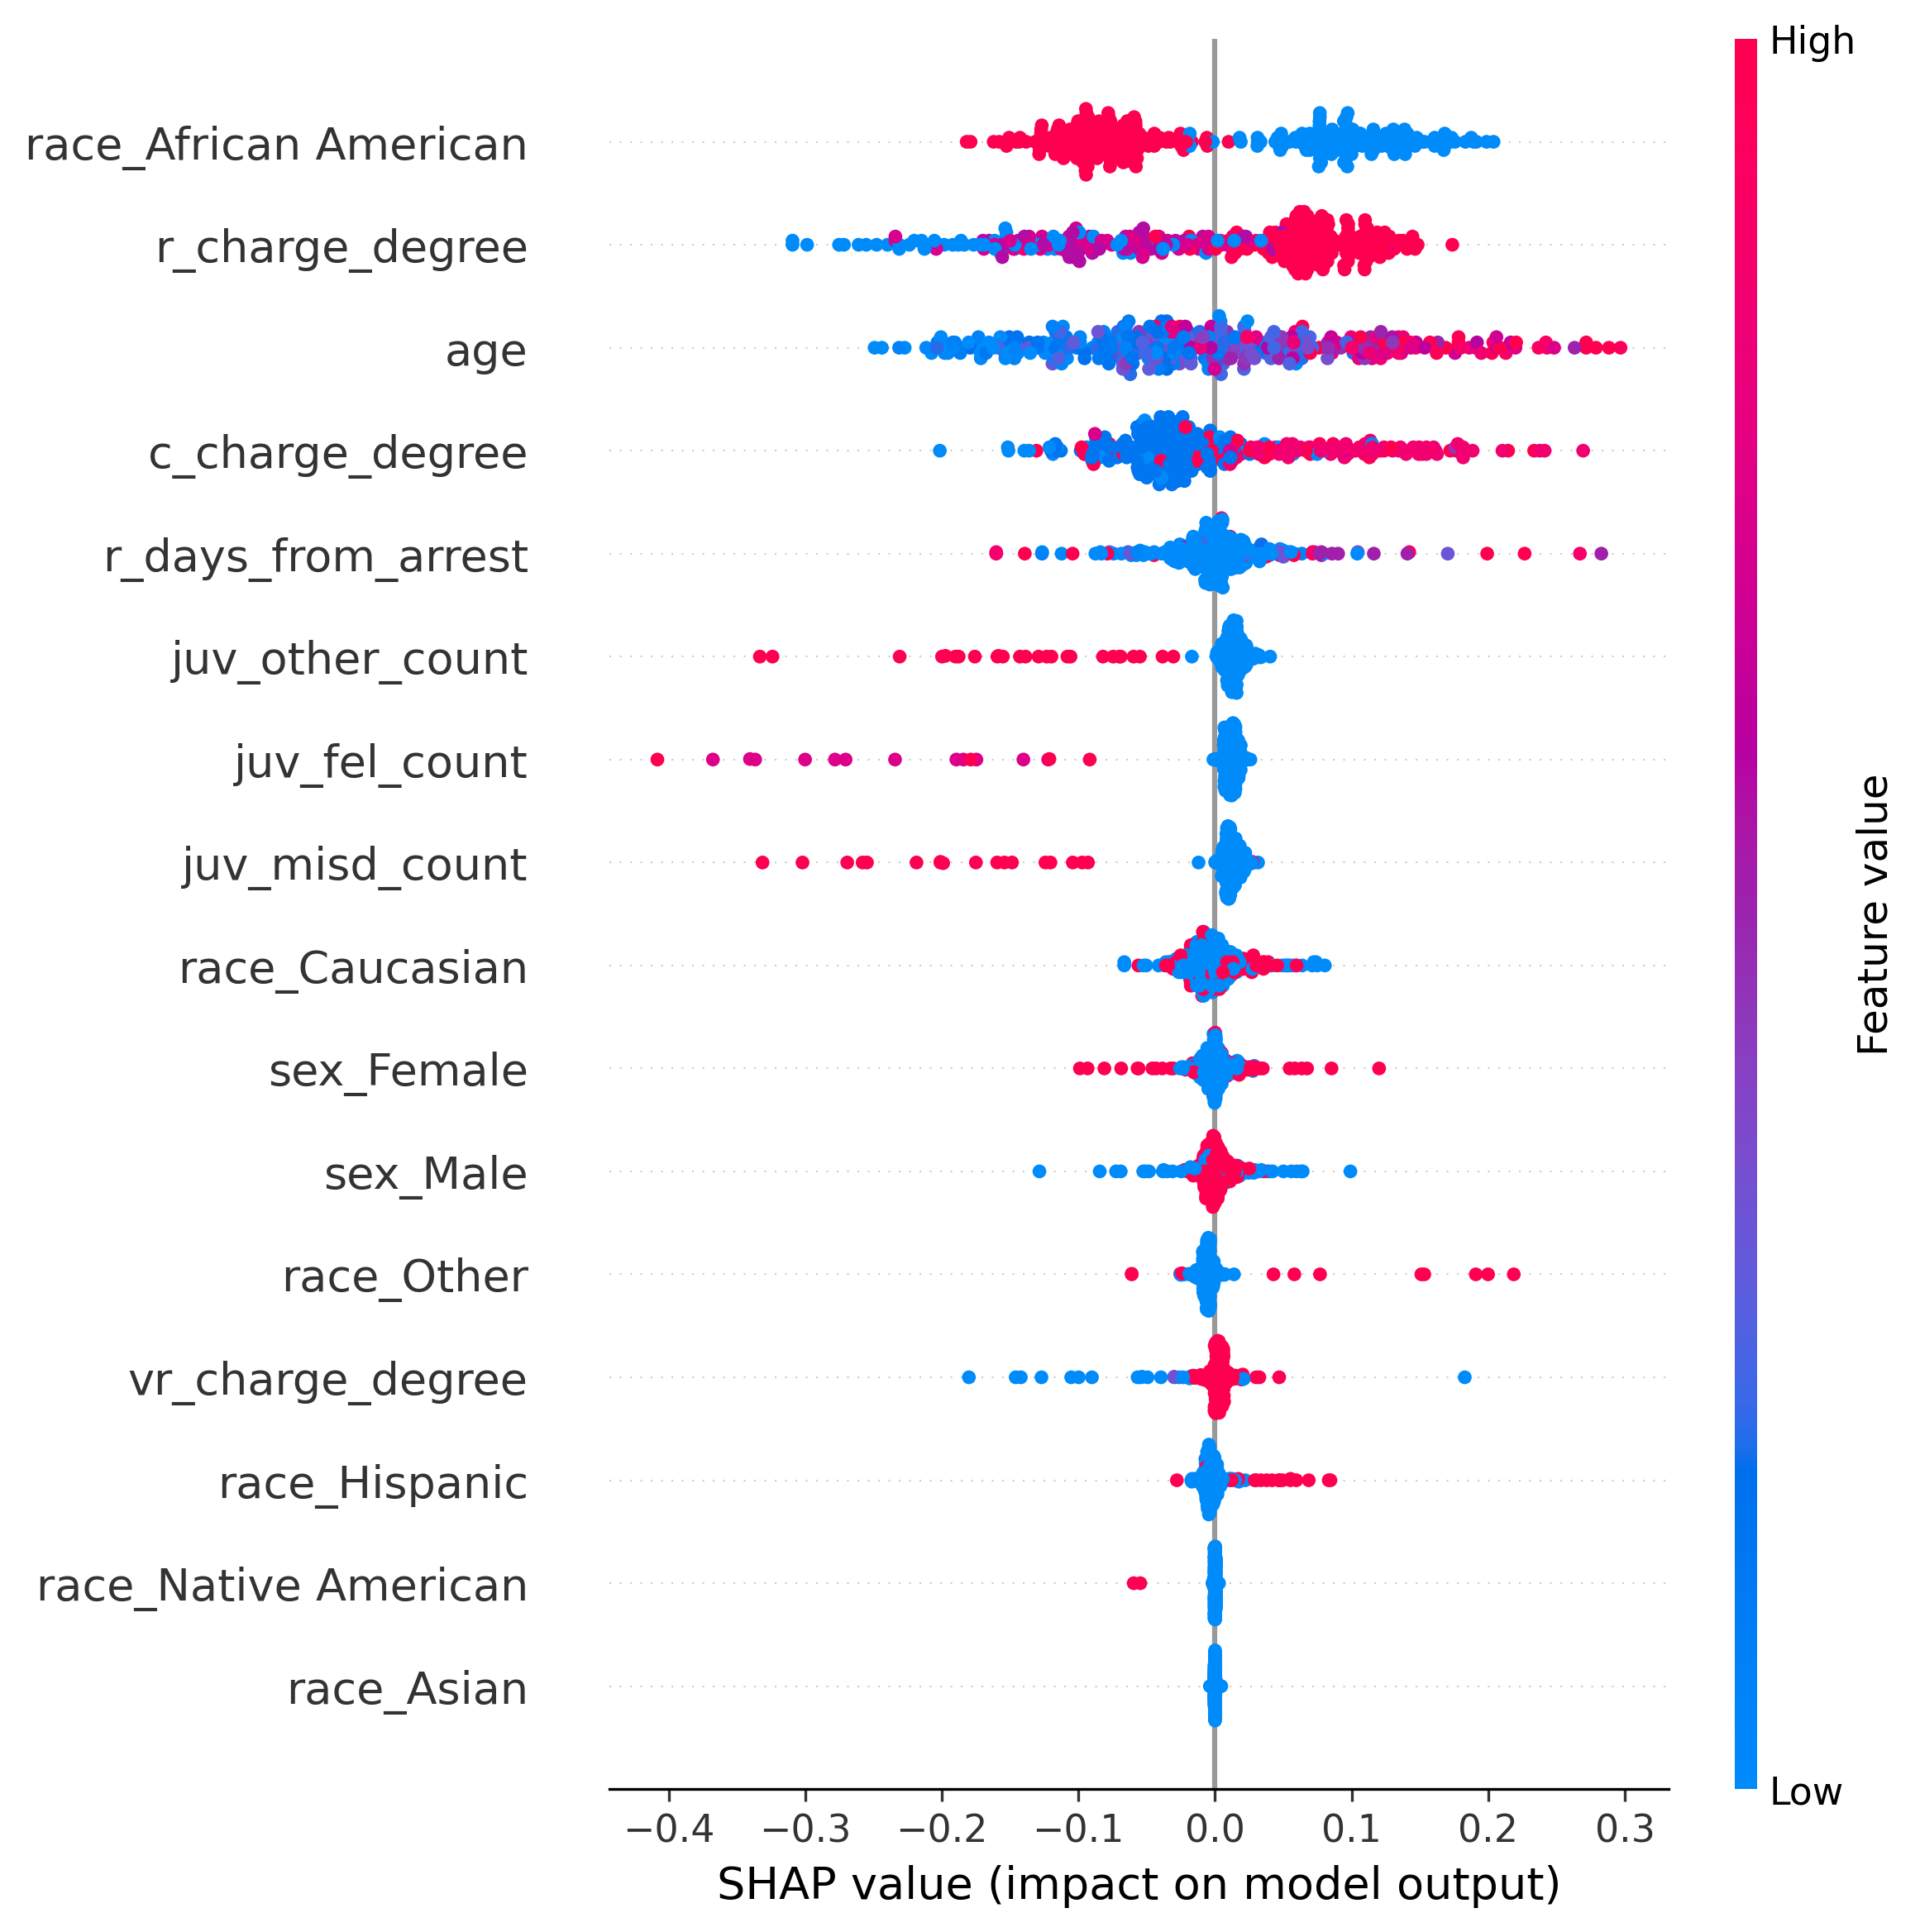 High
race_African American
r_charge_degree
age
c_charge_degree
r_days_from_arrest
juv_other_count
juv_fel_count
juv_misd_count
race_Caucasian
sex_Female
sex_Male
race_Other
vr_charge_degree
race_Hispanic
race_Native American
race_Asian
Feature value
Low
−0.4 −0.3 −0.2 −0.1 0.0 0.1 0.2 0.3
SHAP value (impact on model output)